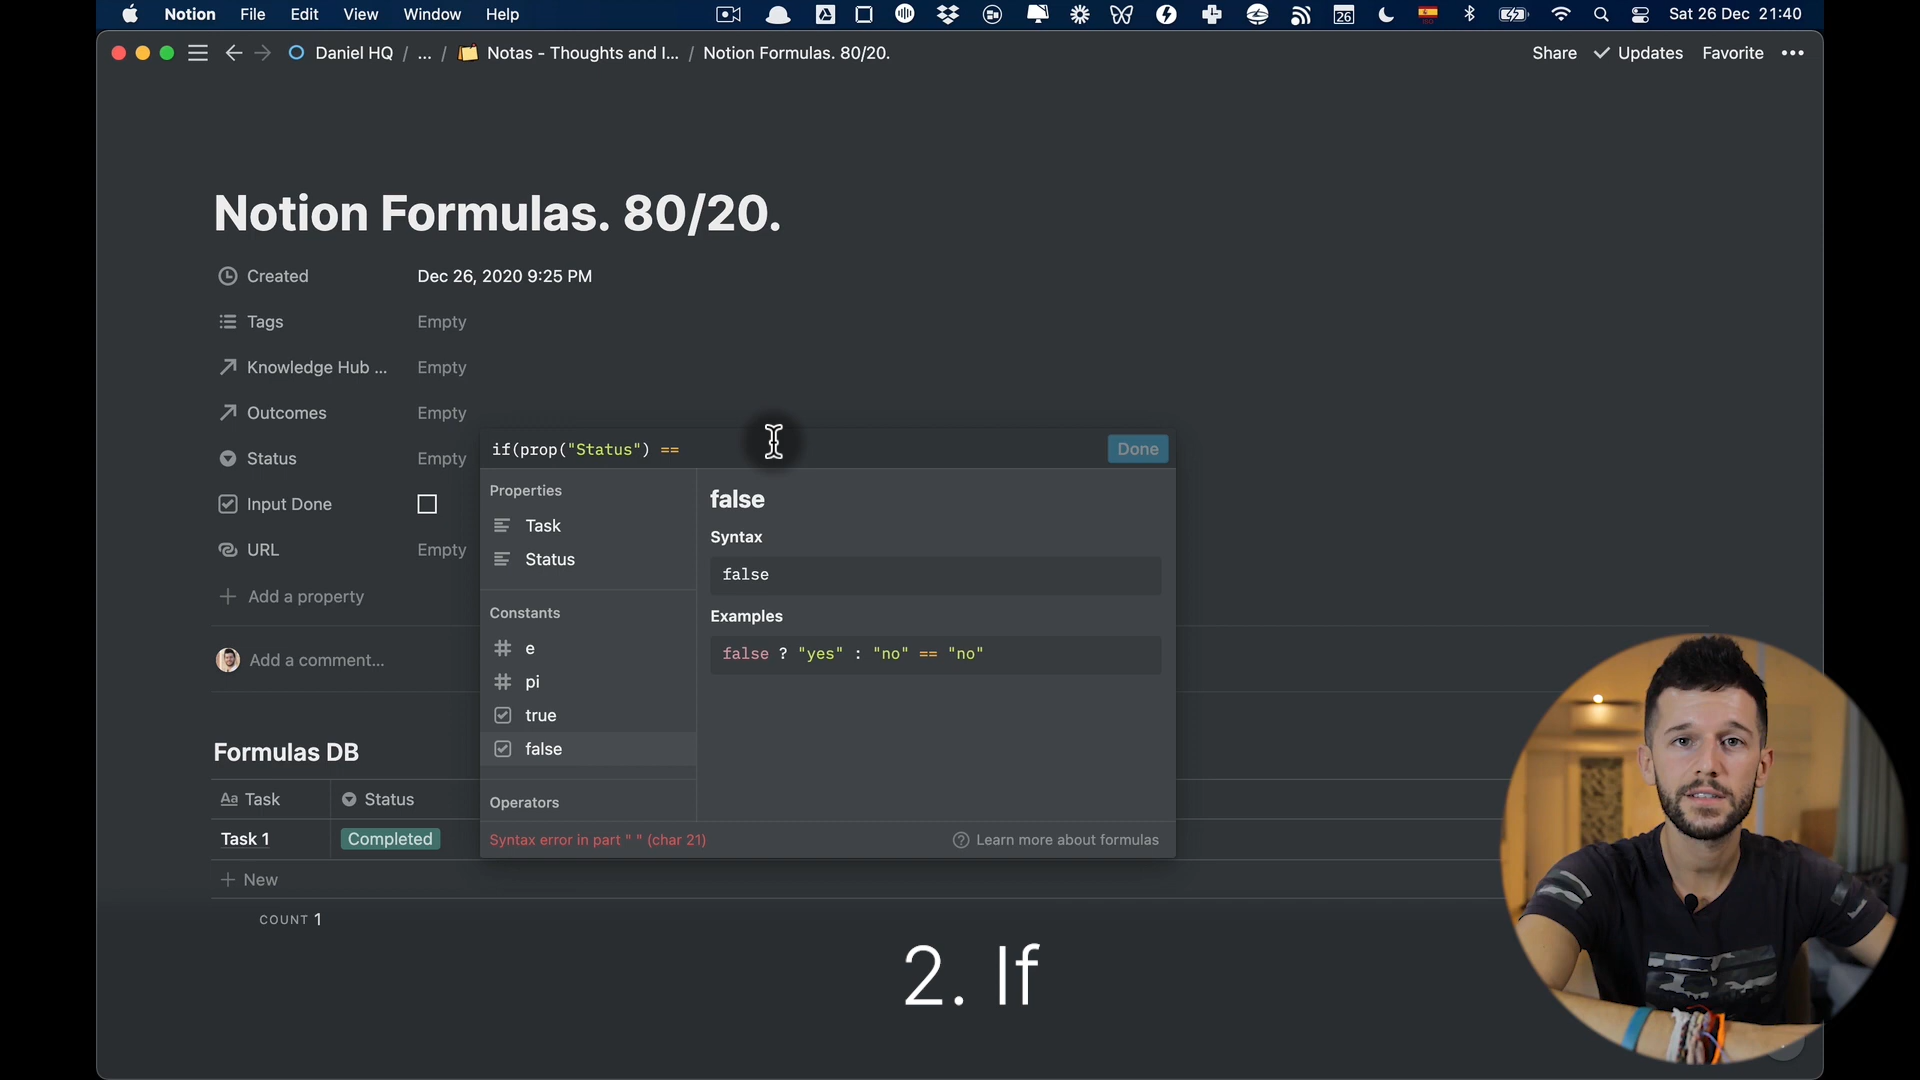 Notion File Edit View Window Help 26 Sat 26 Dec 21:40
Daniel HQ / ... / Notas - Thoughts and I... / Notion Formulas. 80/20. Share Updates Favorite •••
Notion Formulas. 80/20.
Created Dec 26, 2020 9:25 PM
Tags Empty
Knowledge Hub ... Empty
Outcomes Empty
Status Empty
Input Done
URL Empty
+ Add a property
Add a comment...
if(prop("Status") == Done
Properties
Task
Status
Constants
# e
# pi
true
false
Operators
Syntax error in part " " (char 21)
false
Syntax
false
Examples
false ? "yes" : "no" == "no"
? Learn more about formulas
Formulas DB
Aa Task Status
Task 1 Completed
+ New
COUNT 1
2. If